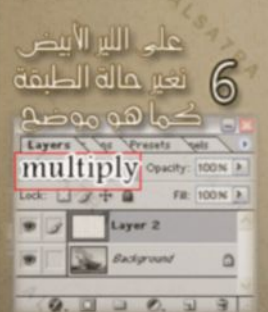 ALSATBA
على اللير الأبيض
نغير حالة الطبقة
كما هو موضح
6
Layers Presets
multiply
Opacity: 100%
Lock: Fill: 100%
Layer 2
Background